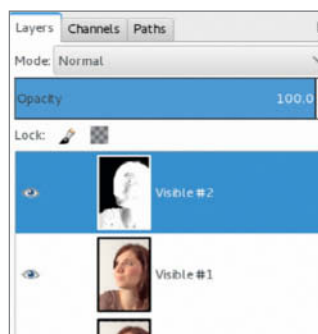 Layers Channels Paths
Mode: Normal
Opacity 100.0
Lock:
Visible #2
Visible #1